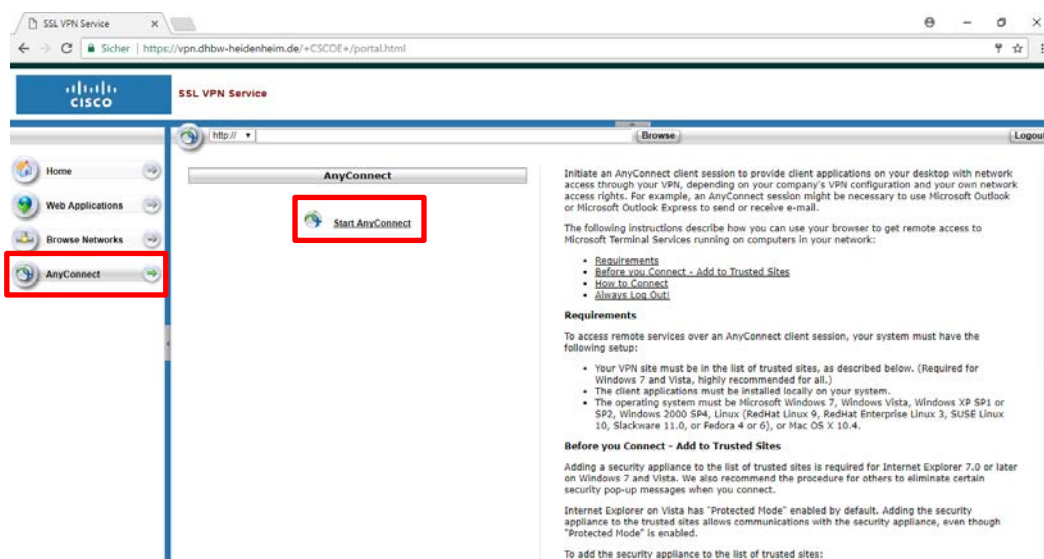 SSL VPN Service
Sicher | https://vpn.dhbw-heidenheim.de/+CSCOE+/portal.html
CISCO
SSL VPN Service
http://
Browse
Logout
Home
Web Applications
Browse Networks
AnyConnect
AnyConnect
Start AnyConnect
Initiate an AnyConnect client session to provide client applications on your desktop with network
access through your VPN, depending on your company's VPN configuration and your own network
access rights. For example, an AnyConnect session might be necessary to use Microsoft Outlook
or Microsoft Outlook Express to send or receive e-mail.
The following instructions describe how you can use your browser to get remote access to
Microsoft Terminal Services running on computers in your network:
• Requirements
• Before you Connect - Add to Trusted Sites
• How to Connect
• Always Log Out!
Requirements
To access remote services over an AnyConnect client session, your system must have the
following setup:
• Your VPN site must be in the list of trusted sites, as described below. (Required for
Windows 7 and Vista, highly recommended for all.)
• The client applications must be installed locally on your system.
• The operating system must be Microsoft Windows 7, Windows Vista, Windows XP SP1 or
SP2, Windows 2000 SP4, Linux (RedHat Linux 9, RedHat Enterprise Linux 3, SUSE Linux
10, Slackware 11.0, or Fedora 4 or 6), or Mac OS X 10.4.
Before you Connect - Add to Trusted Sites
Adding a security appliance to the list of trusted sites is required for Internet Explorer 7.0 or later
on Windows 7 and Vista. We also recommend the procedure for others to eliminate certain
security pop-up messages when you connect.
Internet Explorer on Vista has "Protected Mode" enabled by default. Adding the security
appliance to the trusted sites allows communications with the security appliance, even though
"Protected Mode" is enabled.
To add the security appliance to the list of trusted sites: